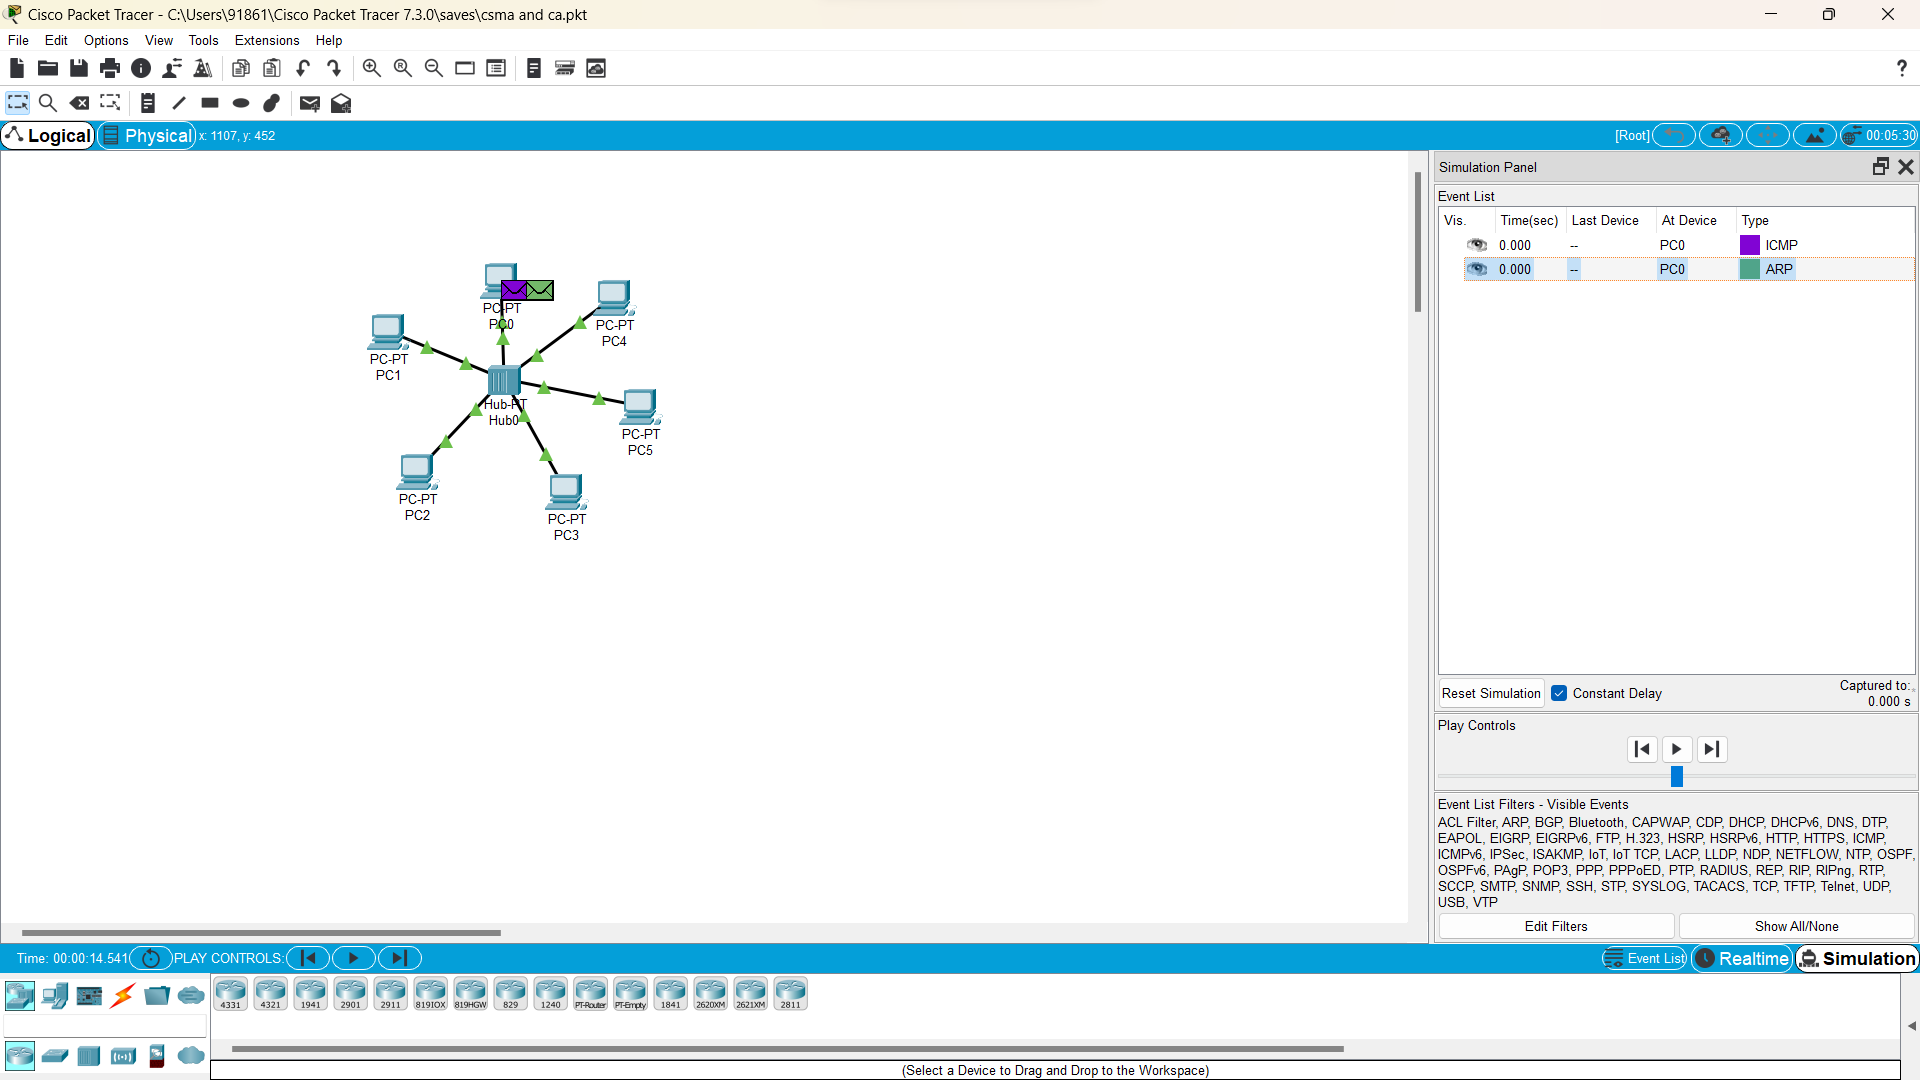 Cisco Packet Tracer - C:\Users\91861\Cisco Packet Tracer 7.3.0\saves\csma and ca.pkt
File Edit Options View Tools Extensions Help
?
Logical Physical x: 1107, y: 452 [Root] 00:05:30
Simulation Panel
Event List
Vis. Time(sec) Last Device At Device Type
0.000 -- PC0 ICMP
0.000 -- PC0 ARP
PC-PT
PC0
PC-PT
PC4
PC-PT
PC1
Hub-PT
Hub0
PC-PT
PC5
PC-PT
PC2
PC-PT
PC3
Reset Simulation Constant Delay Captured to:
0.000 s
Play Controls
Event List Filters - Visible Events
ACL Filter, ARP, BGP, Bluetooth, CAPWAP, CDP, DHCP, DHCPv6, DNS, DTP,
EAPOL, EIGRP, EIGRPv6, FTP, H.323, HSRP, HSRPv6, HTTP, HTTPS, ICMP,
ICMPv6, IPSec, ISAKMP, IoT, IoT TCP, LACP, LLDP, NDP, NETFLOW, NTP, OSPF,
OSPFv6, PAgP, POP3, PPP, PPPoED, PTP, RADIUS, REP, RIP, RIPng, RTP,
SCCP, SMTP, SNMP, SSH, STP, SYSLOG, TACACS, TCP, TFTP, Telnet, UDP,
USB, VTP
Edit Filters Show All/None
Time: 00:00:14.541 PLAY CONTROLS: Event List Realtime Simulation
4331 4321 1941 2901 2911 819IOX 819HGW 829 1240 PT-Router PT-Empty 1841 2620XM 2621XM 2811
(Select a Device to Drag and Drop to the Workspace)